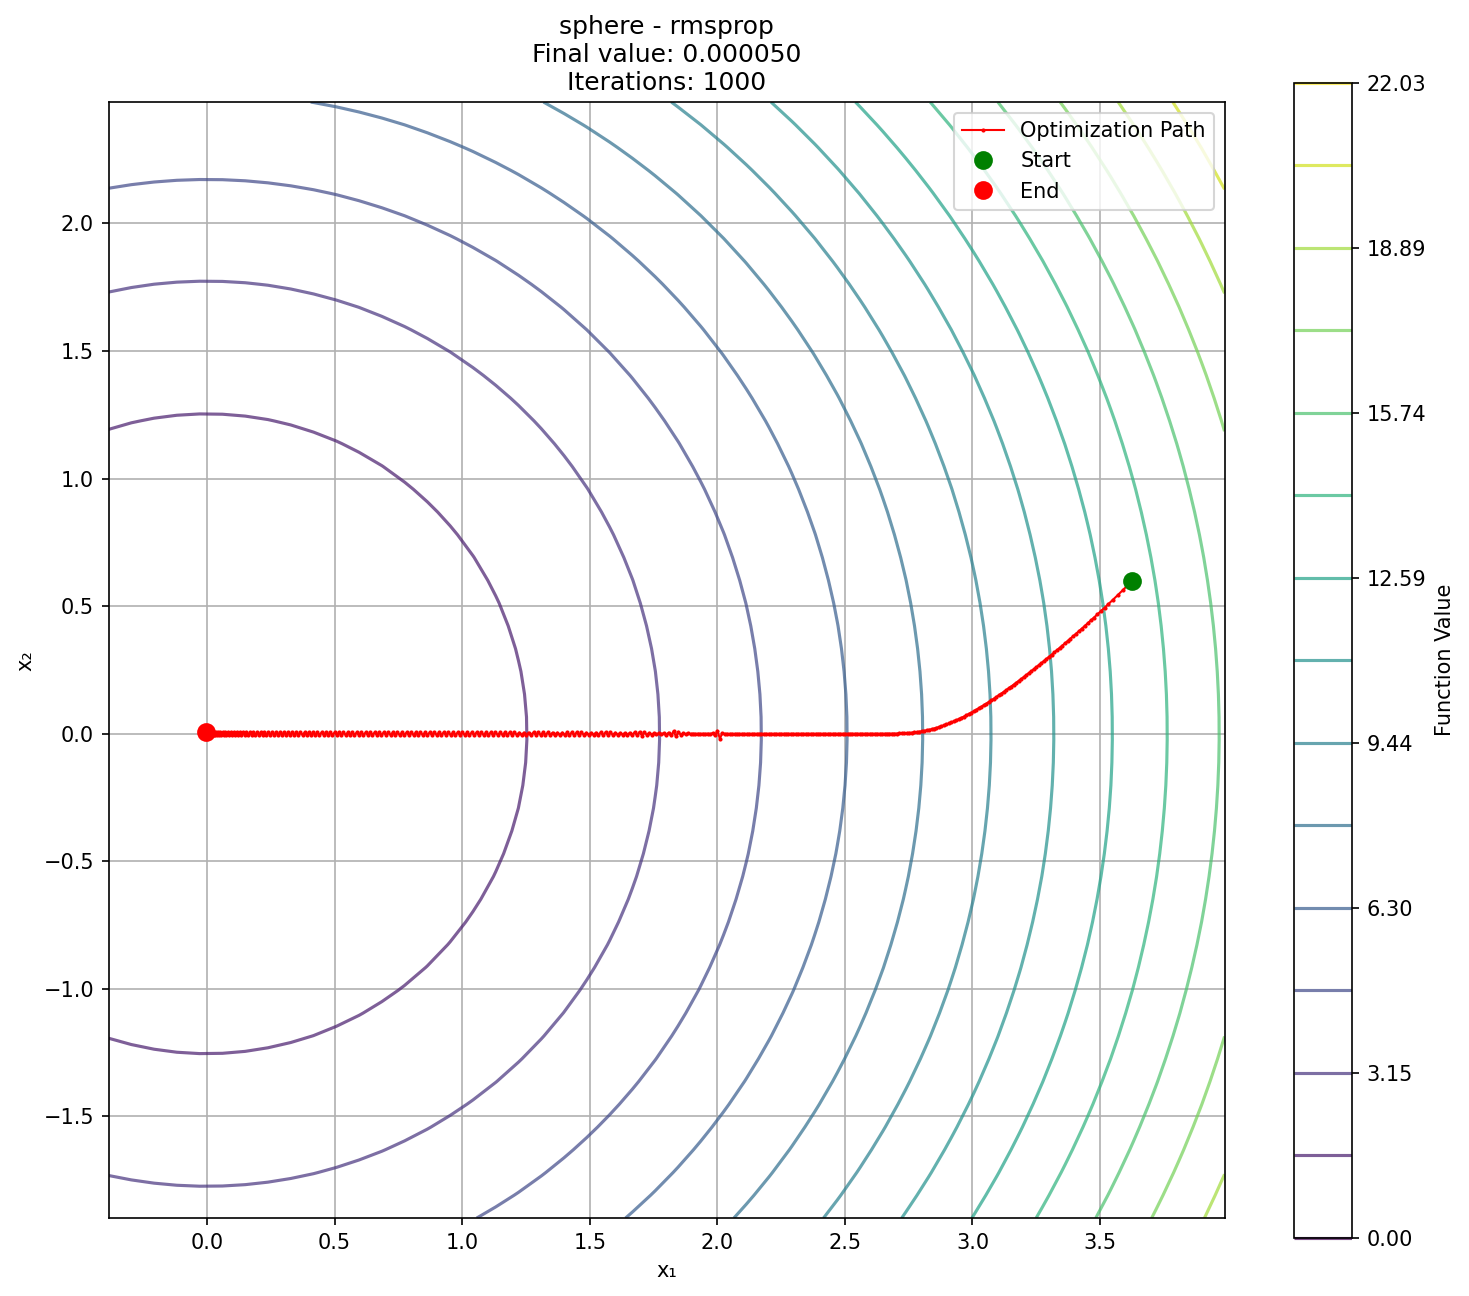 sphere - rmsprop
Final value: 0.000050
Iterations: 1000
Optimization Path
Start
End
2.0
1.5
1.0
0.5
0.0
−0.5
−1.0
−1.5
x₂
0.0 0.5 1.0 1.5 2.0 2.5 3.0 3.5
x₁
22.03
18.89
15.74
12.59
9.44
6.30
3.15
0.00
Function Value